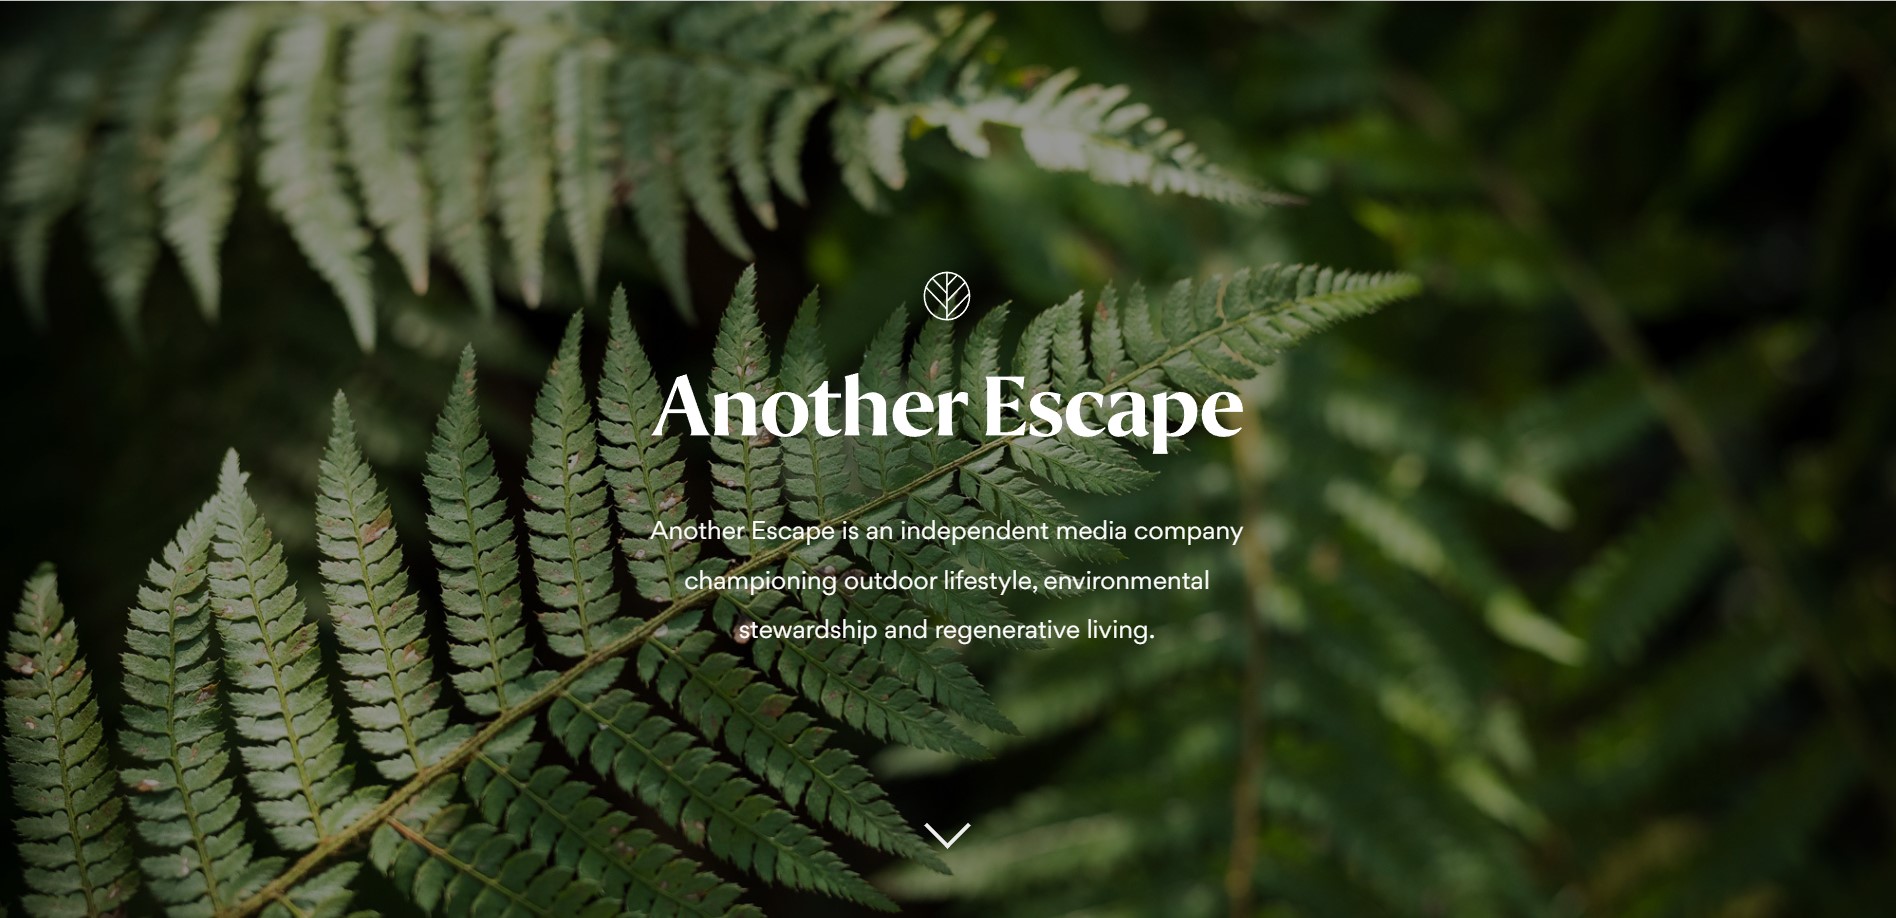 Another Escape
Another Escape is an independent media company
championing outdoor lifestyle, environmental
stewardship and regenerative living.